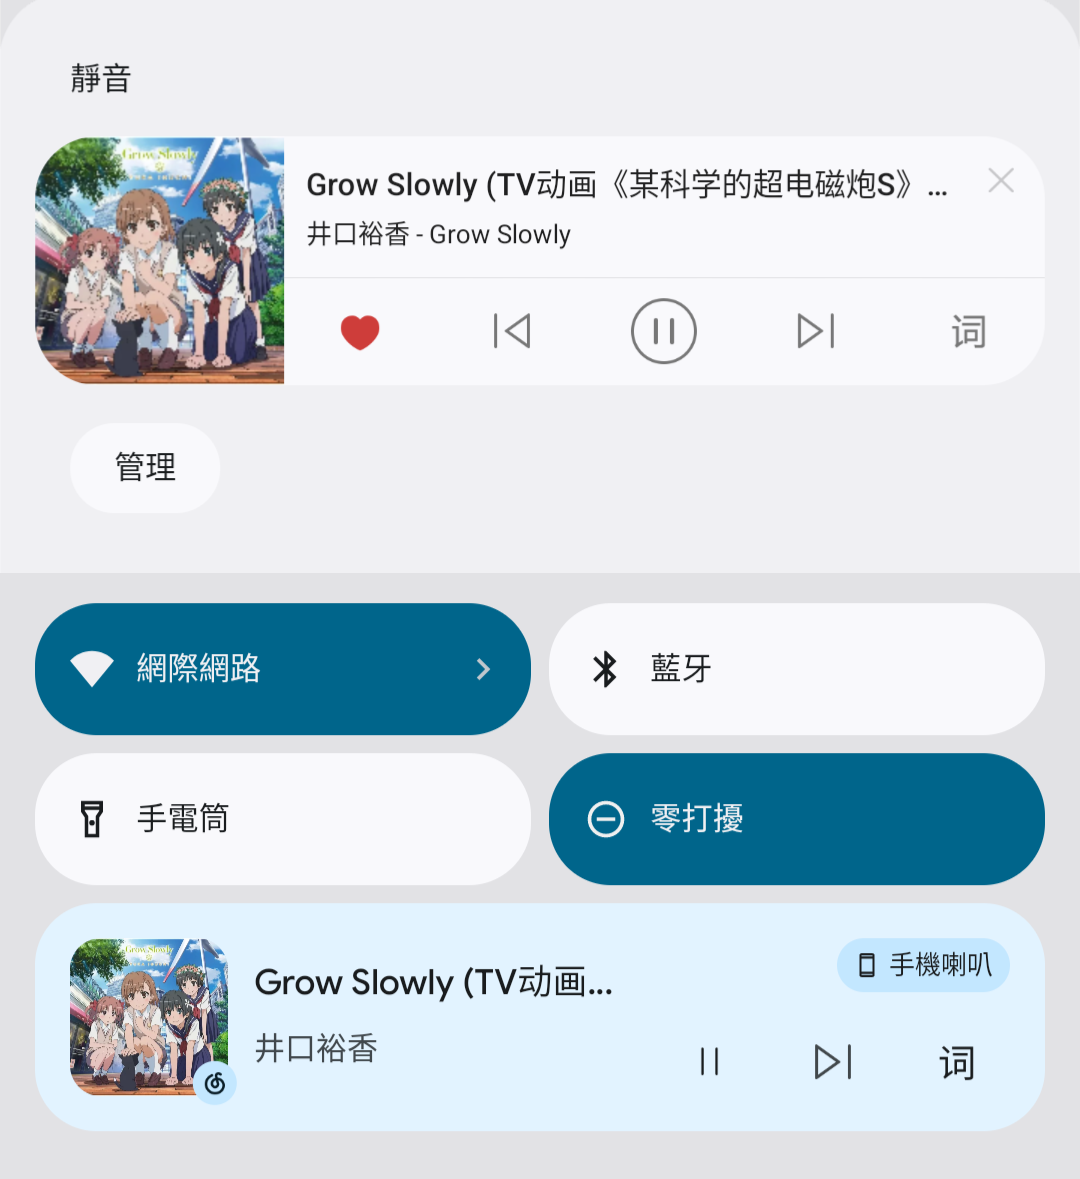 靜音
Grow Slowly
Grow Slowly (TV动画《某科学的超电磁炮S》...
井口裕香 - Grow Slowly
词
管理
網際網路
藍牙
手電筒
零打擾
Grow Slowly
手機喇叭
Grow Slowly (TV动画...
井口裕香
词